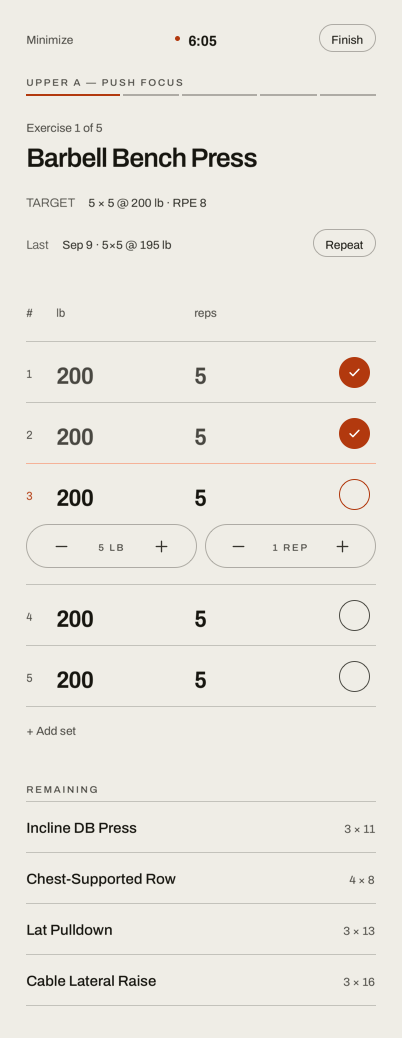 Minimize 6:05 Finish
UPPER A — PUSH FOCUS
Exercise 1 of 5
Barbell Bench Press
TARGET 5 × 5 @ 200 lb · RPE 8
Last Sep 9 · 5×5 @ 195 lb Repeat
# lb reps
1 200 5
2 200 5
3 200 5
− 5 LB + − 1 REP +
4 200 5
5 200 5
+ Add set
REMAINING
Incline DB Press 3 × 11
Chest-Supported Row 4 × 8
Lat Pulldown 3 × 13
Cable Lateral Raise 3 × 16